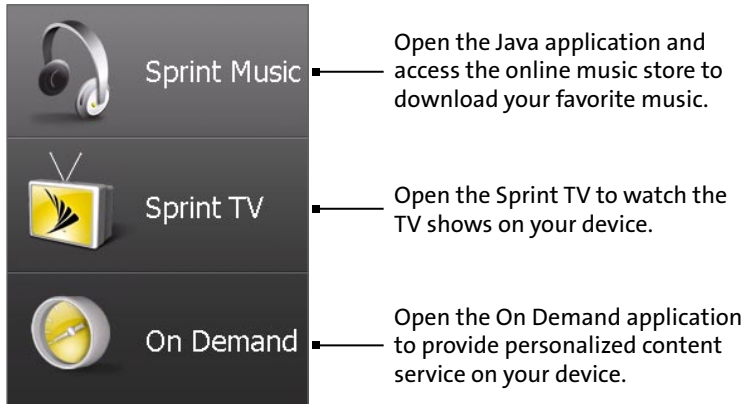 Sprint Music
Open the Java application and
access the online music store to
download your favorite music.
Sprint TV
Open the Sprint TV to watch the
TV shows on your device.
On Demand
Open the On Demand application
to provide personalized content
service on your device.